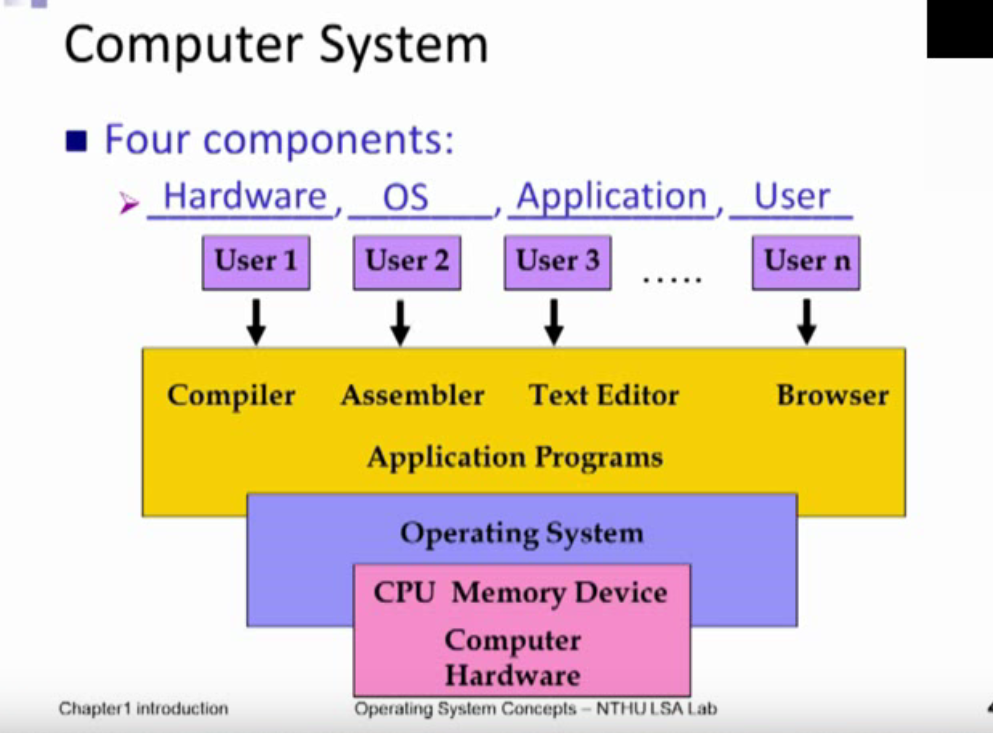 Computer System
Four components:
Hardware, OS, Application, User
User 1 User 2 User 3 ..... User n
Compiler Assembler Text Editor Browser
Application Programs
Operating System
CPU Memory Device
Computer
Hardware
Chapter1 introduction Operating System Concepts – NTHU LSA Lab